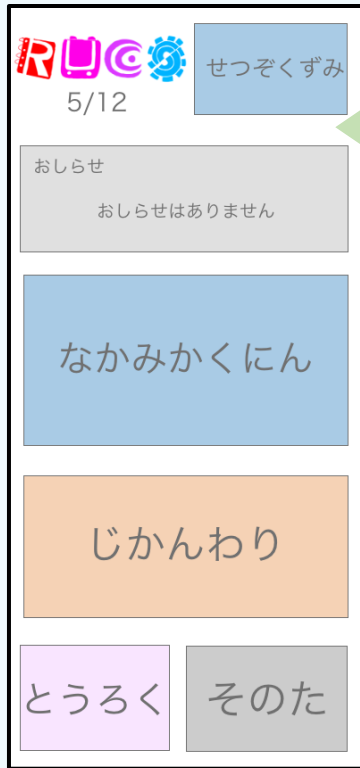 RUCS
せつぞくずみ
5/12
おしらせ
おしらせはありません
なかみかくにん
じかんわり
とうろく
そのた